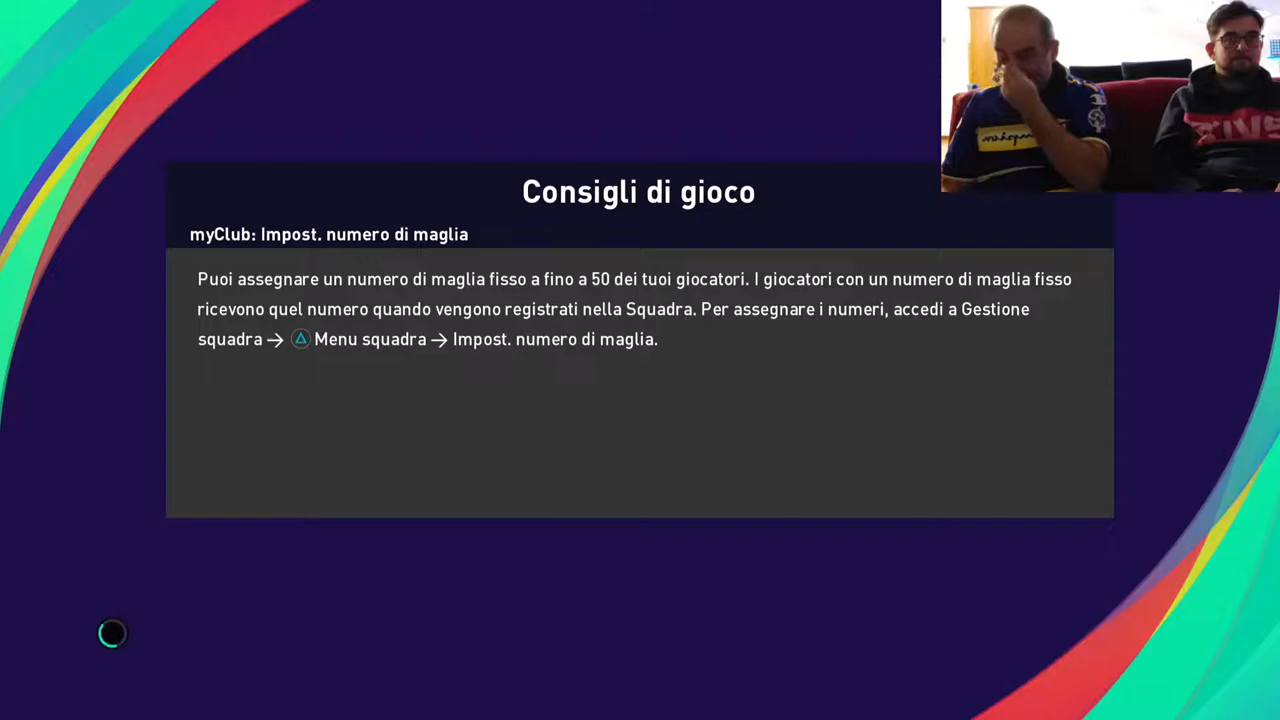 Consigli di gioco
myClub: Impost. numero di maglia
Puoi assegnare un numero di maglia fisso a fino a 50 dei tuoi giocatori. I giocatori con un numero di maglia fisso
ricevono quel numero quando vengono registrati nella Squadra. Per assegnare i numeri, accedi a Gestione
squadra → Menu squadra → Impost. numero di maglia.